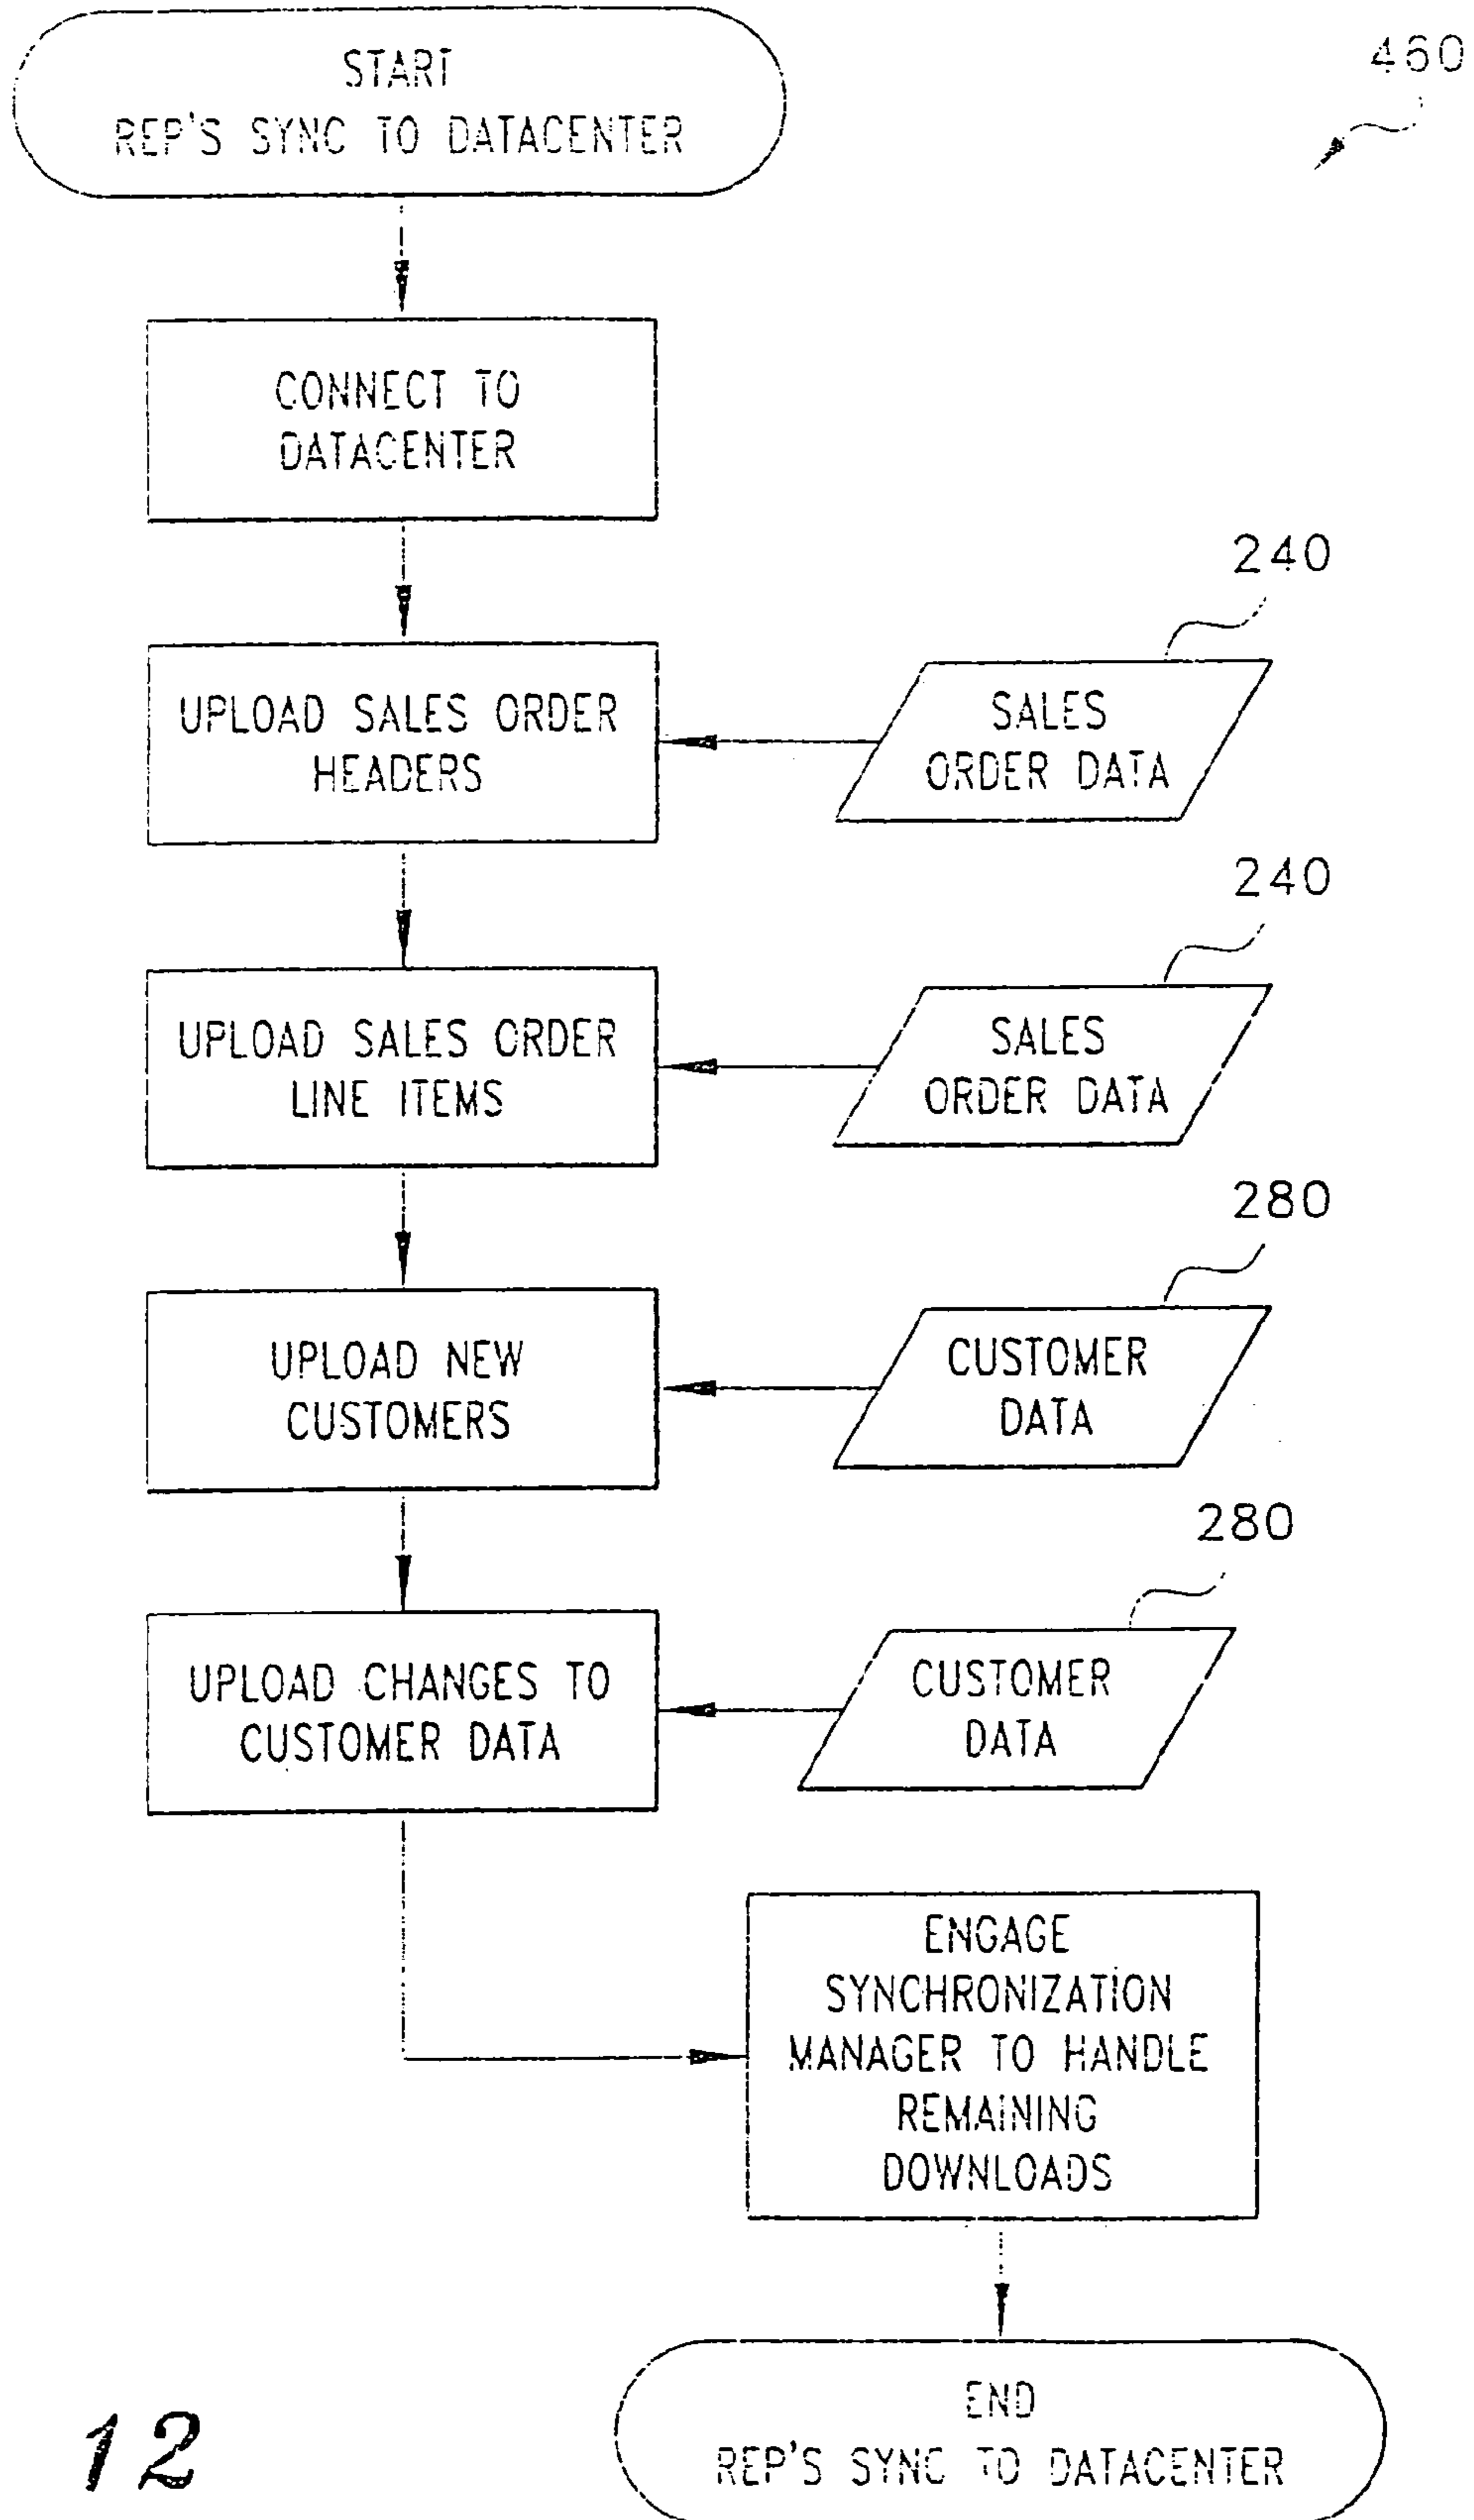 START
REP'S SYNC TO DATACENTER
460
CONNECT TO
DATACENTER
240
UPLOAD SALES ORDER
HEADERS
SALES
ORDER DATA
240
UPLOAD SALES ORDER
LINE ITEMS
SALES
ORDER DATA
280
UPLOAD NEW
CUSTOMERS
CUSTOMER
DATA
280
UPLOAD CHANGES TO
CUSTOMER DATA
CUSTOMER
DATA
ENGAGE
SYNCHRONIZATION
MANAGER TO HANDLE
REMAINING
DOWNLOADS
END
REP'S SYNC TO DATACENTER
12